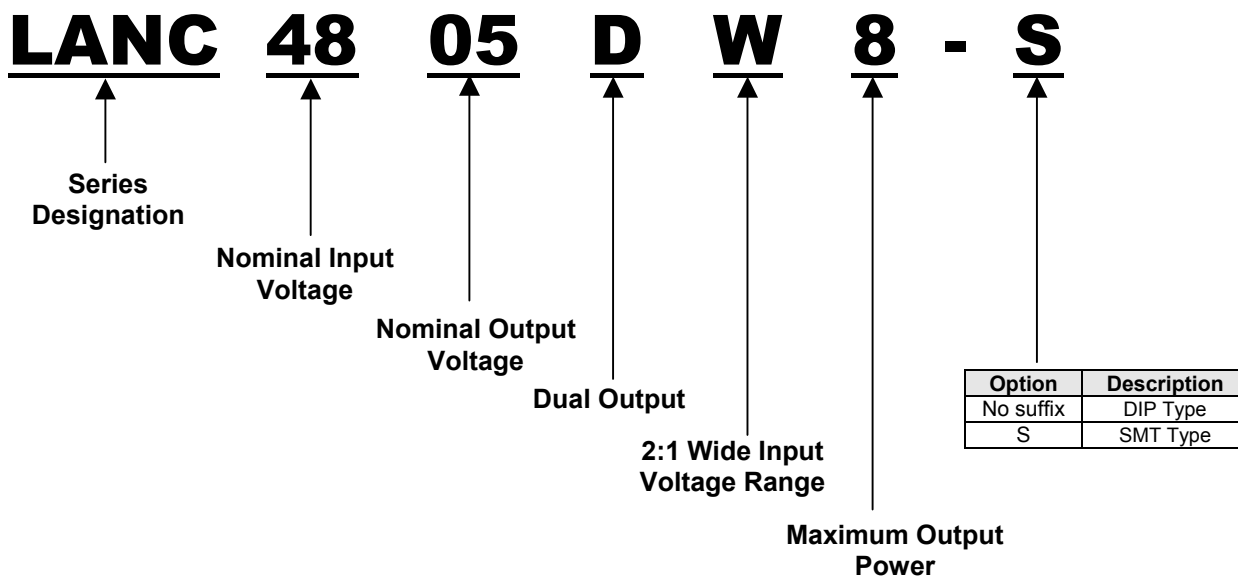 LANC 48 05 D W 8 - S
Series
Designation
Nominal Input
Voltage
Nominal Output
Voltage
Dual Output
2:1 Wide Input
Voltage Range
Maximum Output
Power
Option Description
No suffix DIP Type
S SMT Type